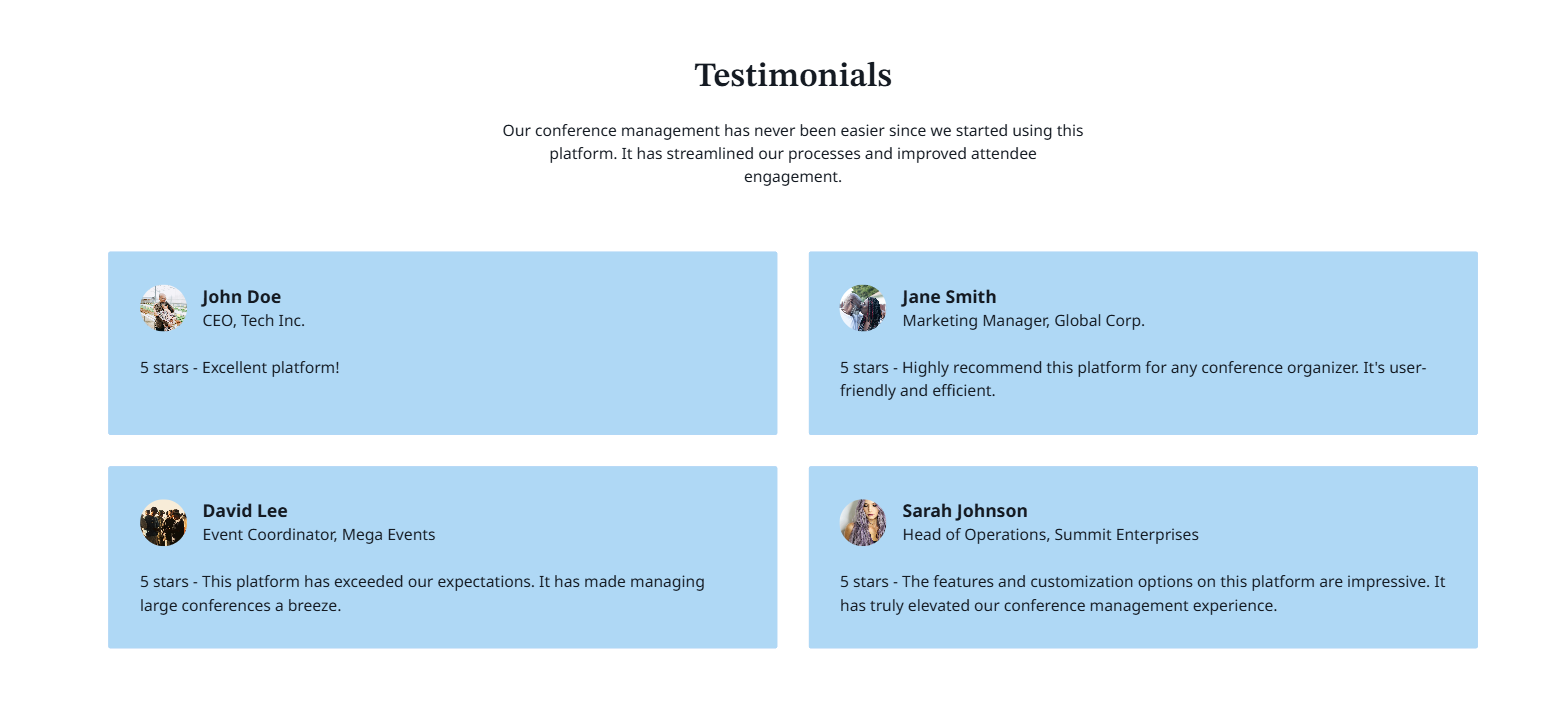 Testimonials
Our conference management has never been easier since we started using this
platform. It has streamlined our processes and improved attendee
engagement.
John Doe
CEO, Tech Inc.
5 stars - Excellent platform!
Jane Smith
Marketing Manager, Global Corp.
5 stars - Highly recommend this platform for any conference organizer. It's user-
friendly and efficient.
David Lee
Event Coordinator, Mega Events
5 stars - This platform has exceeded our expectations. It has made managing
large conferences a breeze.
Sarah Johnson
Head of Operations, Summit Enterprises
5 stars - The features and customization options on this platform are impressive. It
has truly elevated our conference management experience.